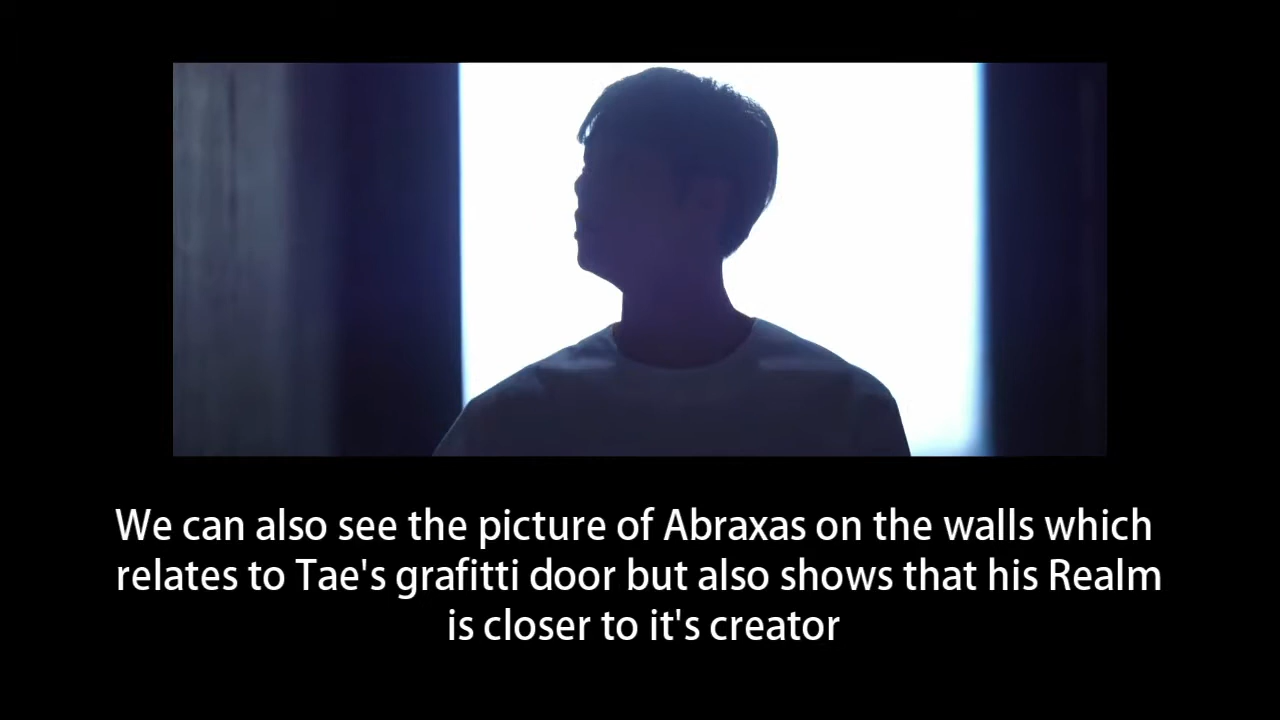 We can also see the picture of Abraxas on the walls which
relates to Tae's grafitti door but also shows that his Realm
is closer to it's creator